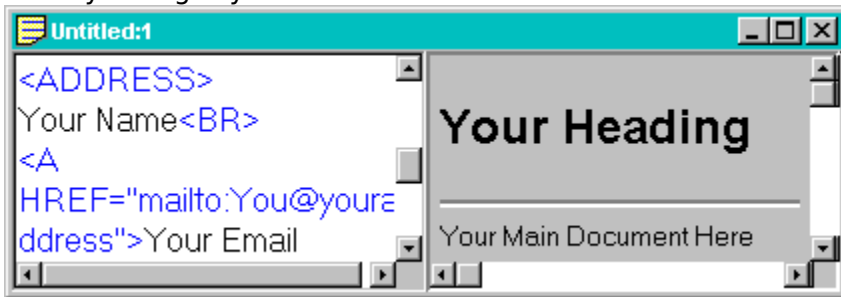 Untitled:1
<ADDRESS>
Your Name<BR>
<A
HREF="mailto:You@youra
ddress">Your Email
Your Heading
Your Main Document Here